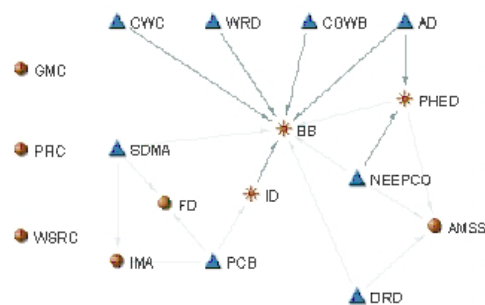 CWC
WRD
CGWB
AD
GMC
PHED
BB
PRC
SDMA
NEEPCO
ID
FD
AMSS
WSRC
IMA
PCB
DRD